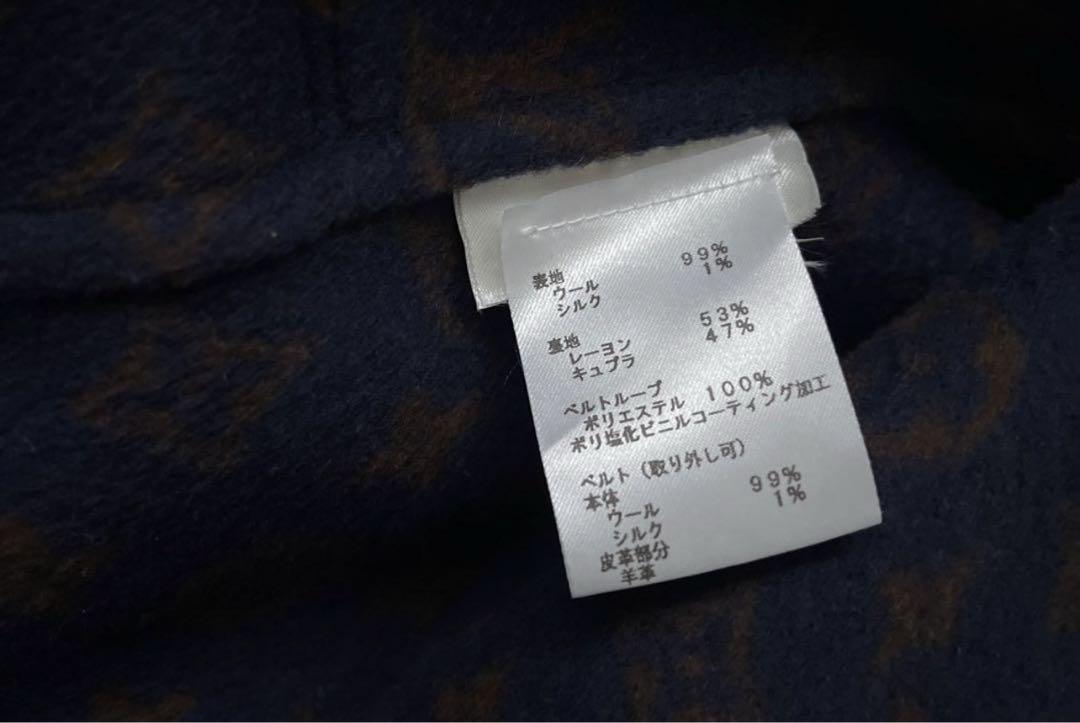 表地
ウール 99%
シルク 1%
裏地
レーヨン 53%
キュプラ 47%
ベルトループ
ポリエステル 100%
ポリ塩化ビニルコーティング加工
ベルト（取り外し可）
本体
ウール 99%
シルク 1%
皮革部分
羊革